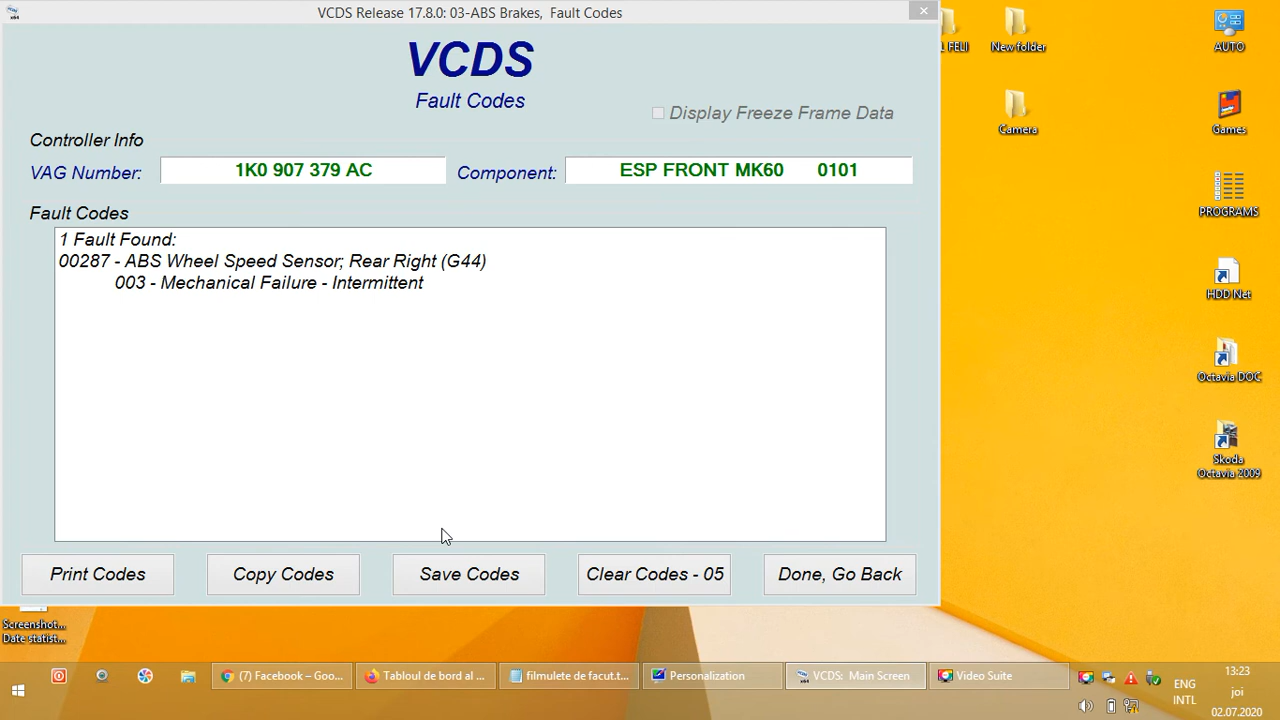 VCDS Release 17.8.0: 03-ABS Brakes, Fault Codes
VCDS
Fault Codes
Display Freeze Frame Data
Controller Info
VAG Number:
1K0 907 379 AC
Component:
ESP FRONT MK60 0101
Fault Codes
1 Fault Found:
00287 - ABS Wheel Speed Sensor; Rear Right (G44)
003 - Mechanical Failure - Intermittent
Print Codes
Copy Codes
Save Codes
Clear Codes - 05
Done, Go Back
L FELI
New folder
AUTO
Camera
Games
PROGRAMS
HDD Net
Octavia DOC
Skoda
Octavia 2009
Screenshot...
Date statist...
(7) Facebook – Goo...
Tabloul de bord al ...
filmulete de facut.t...
Personalization
VCDS: Main Screen
Video Suite
ENG
INTL
13:23
joi
02.07.2020